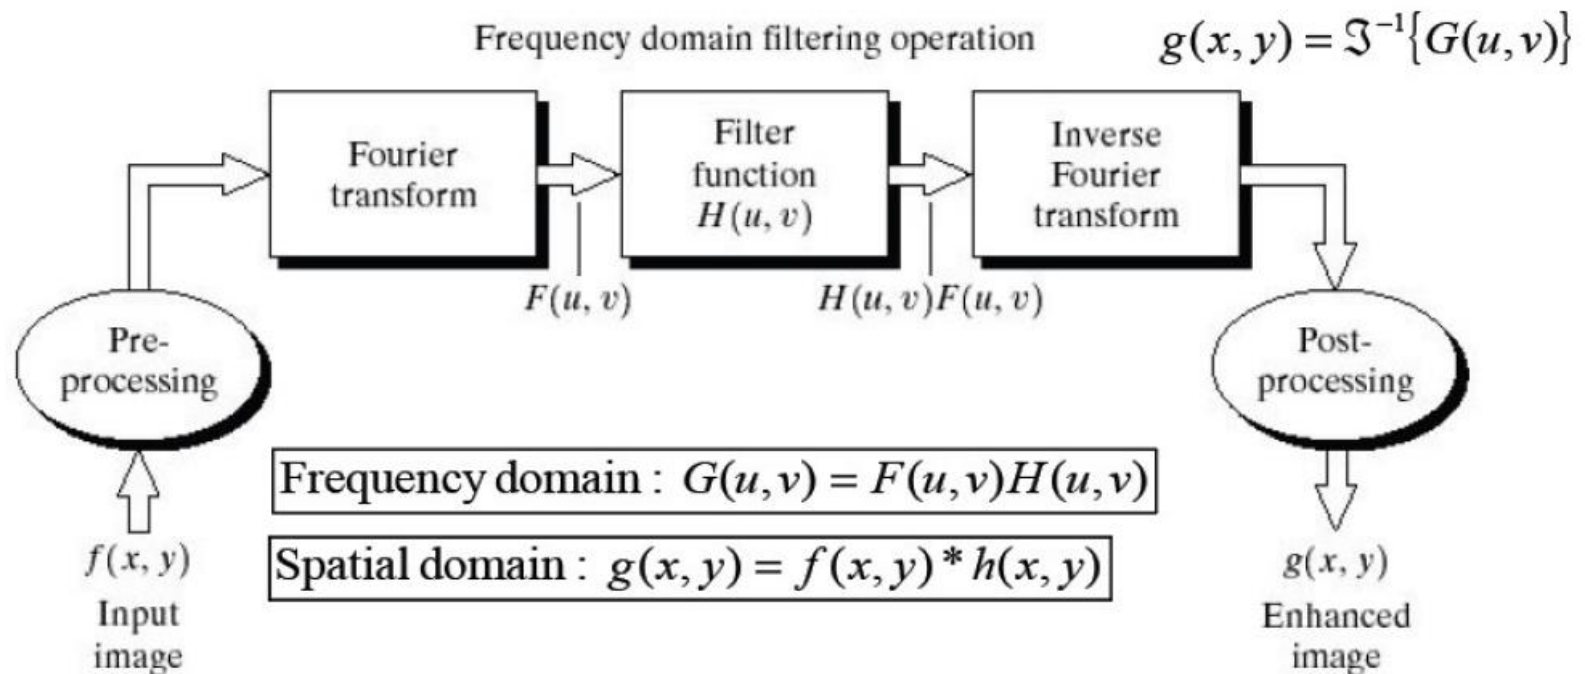 Frequency domain filtering operation
g(x, y) = ℑ⁻¹{G(u, v)}
Fourier
transform
Filter
function
H(u, v)
Inverse
Fourier
transform
F(u, v)
H(u, v)F(u, v)
Pre-
processing
Post-
processing
Frequency domain : G(u,v) = F(u,v)H(u,v)
Spatial domain : g(x, y) = f(x, y) * h(x, y)
f(x, y)
Input
image
g(x, y)
Enhanced
image